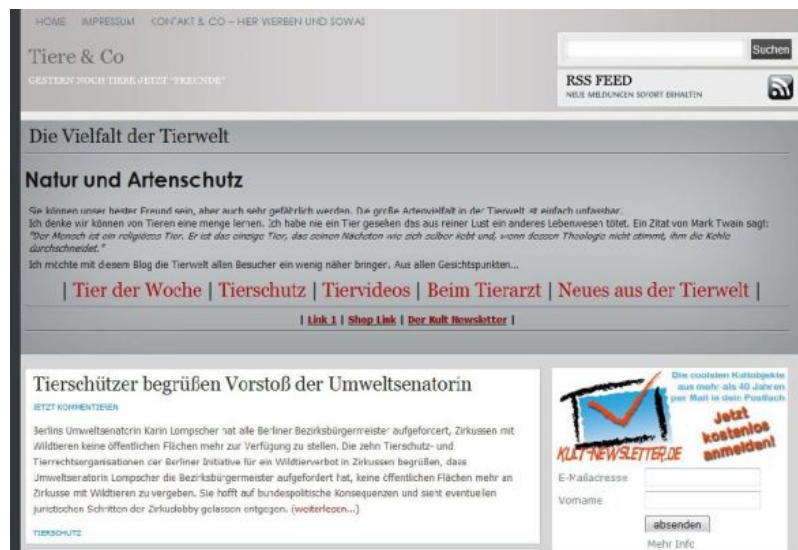 HOME IMPRESSUM KONTAKT & CO – HIER WERBEN UND SOWAS
Tiere & Co
GESTERN NOCH TIERE JETZT "FREUNDE"
Suchen
RSS FEED
NEUE MELDUNGEN SOFORT ERHALTEN
Die Vielfalt der Tierwelt
Natur und Artenschutz
Sie können unser bester Freund sein, aber auch sehr gefährlich werden. Die große Artenvielfalt in der Tierwelt ist einfach unfassbar.
Ich denke wir können von Tieren eine menge lernen. Ich habe nie ein Tier gesehen das aus reiner Lust ein anderes Lebenwesen tötet. Ein Zitat von Mark Twain sagt:
"Der Mensch ist ein religiöses Tier. Er ist das einzige Tier, das seinen Nächsten wie sich selber liebt und, wenn dessen Theologie nicht stimmt, ihm die Kehle
durchschneidet."
Ich möchte mit diesem Blog die Tierwelt allen Besucher ein wenig näher bringen. Aus allen Gesichtspunkten...
| Tier der Woche | Tierschutz | Tiervideos | Beim Tierarzt | Neues aus der Tierwelt |
| Link 1 | Shop Link | Der Kult Newsletter |
Tierschützer begrüßen Vorstoß der Umweltsenatorin
JETZT KOMMENTIEREN
Berlins Umweltsenatorin Karin Lompscher hat alle Berliner Bezirksbürgermeister aufgefordert, Zirkussen mit
Wildtieren keine öffentlichen Flächen mehr zur Verfügung zu stellen. Die zehn Tierschutz- und
Tierrechtsorganisationen der Berliner Initiative für ein Wildtierverbot in Zirkussen begrüßen, dass
Umweltsenatorin Lompscher die Bezirksbürgermeister aufgefordert hat, keine öffentlichen Flächen mehr an
Zirkusse mit Wildtieren zu vergeben. Sie hofft auf bundespolitische Konsequenzen und sieht eventuellen
juristischen Schritten der Zirkuslobby gelassen entgegen. (weiterlesen...)
TIERSCHUTZ
Die coolsten Kultobjekte
aus mehr als 40 Jahren
per Mail in dein Postfach
Jetzt
kostenlos
anmelden!
KULT-NEWSLETTER.DE
E-Mailadresse
Vorname
absenden
Mehr Info